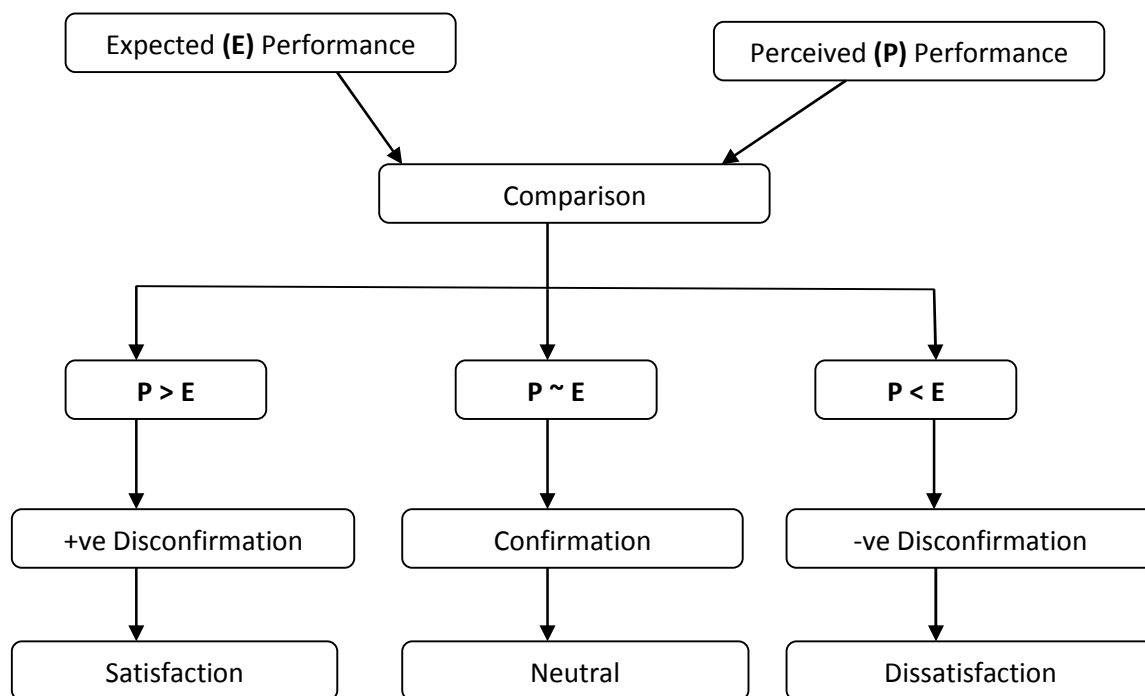 Expected (E) Performance
Perceived (P) Performance
Comparison
P > E
P ~ E
P < E
+ve Disconfirmation
Confirmation
-ve Disconfirmation
Satisfaction
Neutral
Dissatisfaction